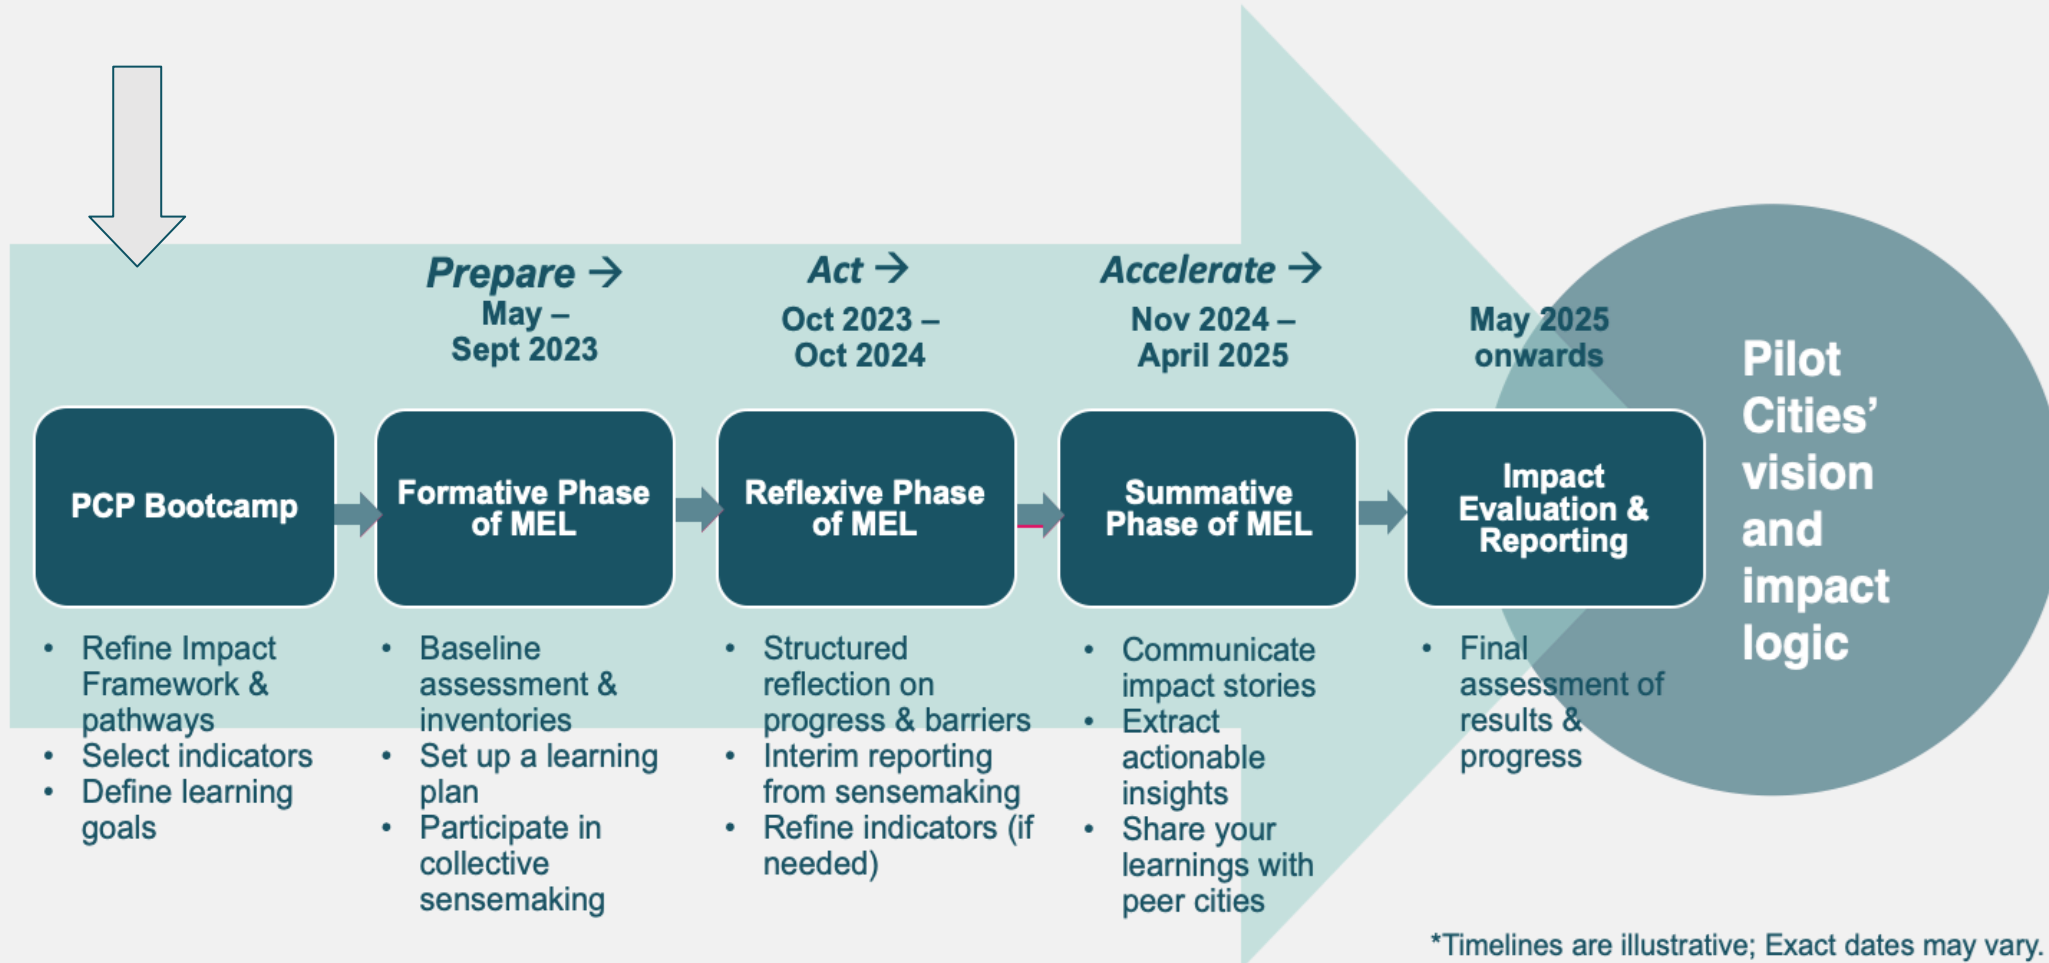 Prepare →
May –
Sept 2023
Act →
Oct 2023 –
Oct 2024
Accelerate →
Nov 2024 –
April 2025
May 2025
onwards
PCP Bootcamp
Formative Phase
of MEL
Reflexive Phase
of MEL
Summative
Phase of MEL
Impact
Evaluation &
Reporting
Pilot
Cities’
vision
and
impact
logic
• Refine Impact
Framework &
pathways
• Select indicators
• Define learning
goals
• Baseline
assessment &
inventories
• Set up a learning
plan
• Participate in
collective
sensemaking
• Structured
reflection on
progress & barriers
• Interim reporting
from sensemaking
• Refine indicators (if
needed)
• Communicate
impact stories
• Extract
actionable
insights
• Share your
learnings with
peer cities
• Final
assessment of
results &
progress
*Timelines are illustrative; Exact dates may vary.